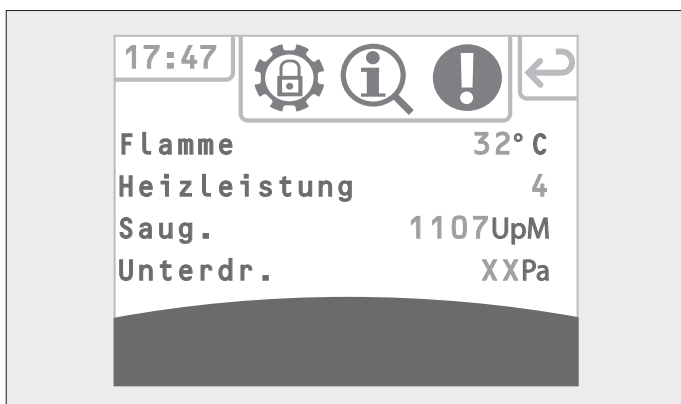 17:47
Flamme 32°C
Heizleistung 4
Saug. 1107UpM
Unterdr. XXPa